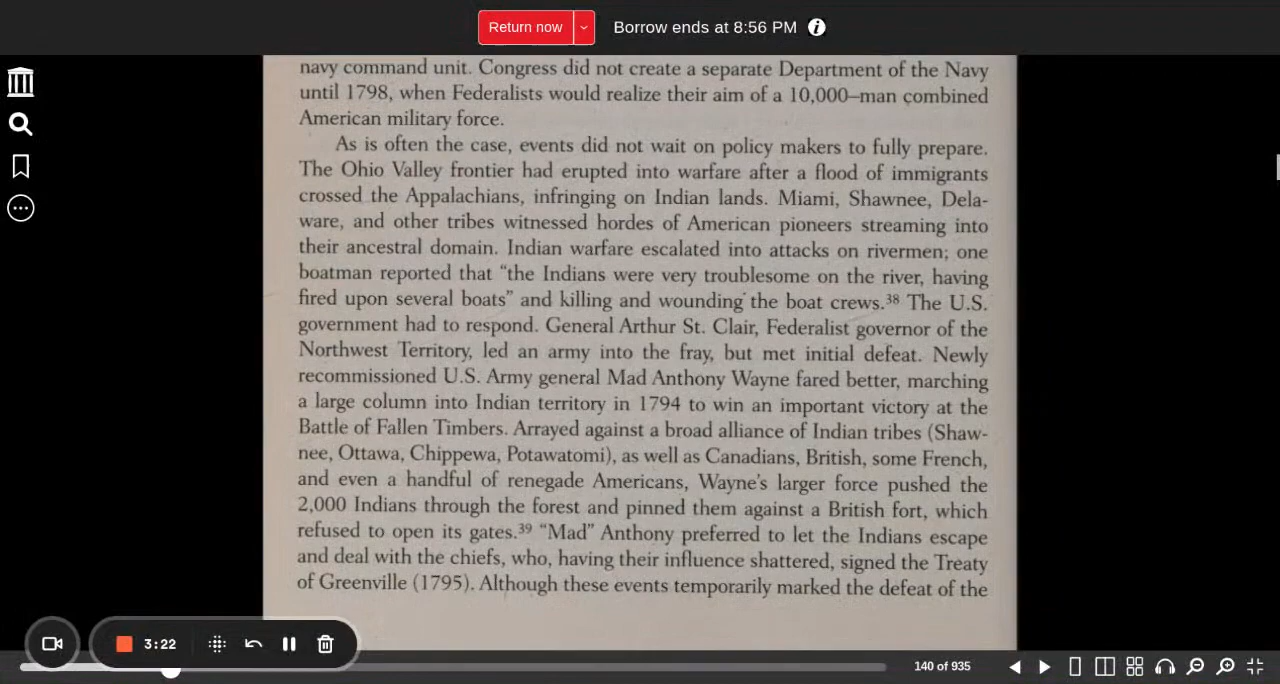 Return now
Borrow ends at 8:56 PM
navy command unit. Congress did not create a separate Department of the Navy
until 1798, when Federalists would realize their aim of a 10,000–man combined
American military force.
As is often the case, events did not wait on policy makers to fully prepare.
The Ohio Valley frontier had erupted into warfare after a flood of immigrants
crossed the Appalachians, infringing on Indian lands. Miami, Shawnee, Dela-
ware, and other tribes witnessed hordes of American pioneers streaming into
their ancestral domain. Indian warfare escalated into attacks on rivermen; one
boatman reported that “the Indians were very troublesome on the river, having
fired upon several boats” and killing and wounding the boat crews.³⁸ The U.S.
government had to respond. General Arthur St. Clair, Federalist governor of the
Northwest Territory, led an army into the fray, but met initial defeat. Newly
recommissioned U.S. Army general Mad Anthony Wayne fared better, marching
a large column into Indian territory in 1794 to win an important victory at the
Battle of Fallen Timbers. Arrayed against a broad alliance of Indian tribes (Shaw-
nee, Ottawa, Chippewa, Potawatomi), as well as Canadians, British, some French,
and even a handful of renegade Americans, Wayne’s larger force pushed the
2,000 Indians through the forest and pinned them against a British fort, which
refused to open its gates.³⁹ “Mad” Anthony preferred to let the Indians escape
and deal with the chiefs, who, having their influence shattered, signed the Treaty
of Greenville (1795). Although these events temporarily marked the defeat of the
3:22
140 of 935